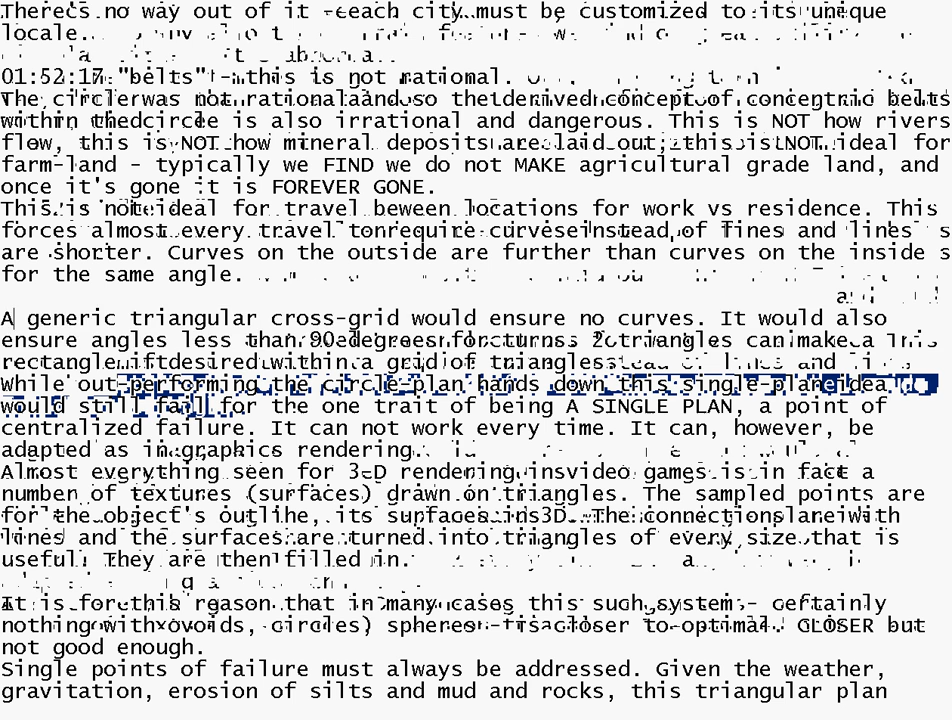 There's no way out of it - each city must be customized to its unique
locale.
01:52:17 "belts" - this is not rational.
The circle was not rational and so the derived concept of concentric belts
within the circle is also irrational and dangerous. This is NOT how rivers
flow, this is NOT how mineral deposits are laid out; this is NOT ideal for
farm-land - typically we FIND we do not MAKE agricultural grade land, and
once it's gone it is FOREVER GONE.
This is not ideal for travel beween locations for work vs residence. This
forces almost every travel to require curves instead of lines and lines
are shorter. Curves on the outside are further than curves on the inside
for the same angle.
A generic triangular cross-grid would ensure no curves. It would also
ensure angles less than 90 degrees for turns. 2 triangles can make a
rectangle if desired within a grid of triangles
While out-performing the circle-plan hands down this single-plan idea
would still fail for the one trait of being A SINGLE PLAN, a point of
centralized failure. It can not work every time. It can, however, be
adapted as in graphics rendering.
Almost everything seen for 3-D rendering in video games is in fact a
number of textures (surfaces) drawn on triangles. The sampled points are
for the object's outline, its surfaces in 3D. The connection plane with
lines and the surfaces are turned into triangles of every size that is
useful. They are then filled in.
It is for this reason that in many cases this such system - certainly
nothing with ovoids, circles, spheres - is closer to optimal. CLOSER but
not good enough.
Single points of failure must always be addressed. Given the weather,
gravitation, erosion of silts and mud and rocks, this triangular plan